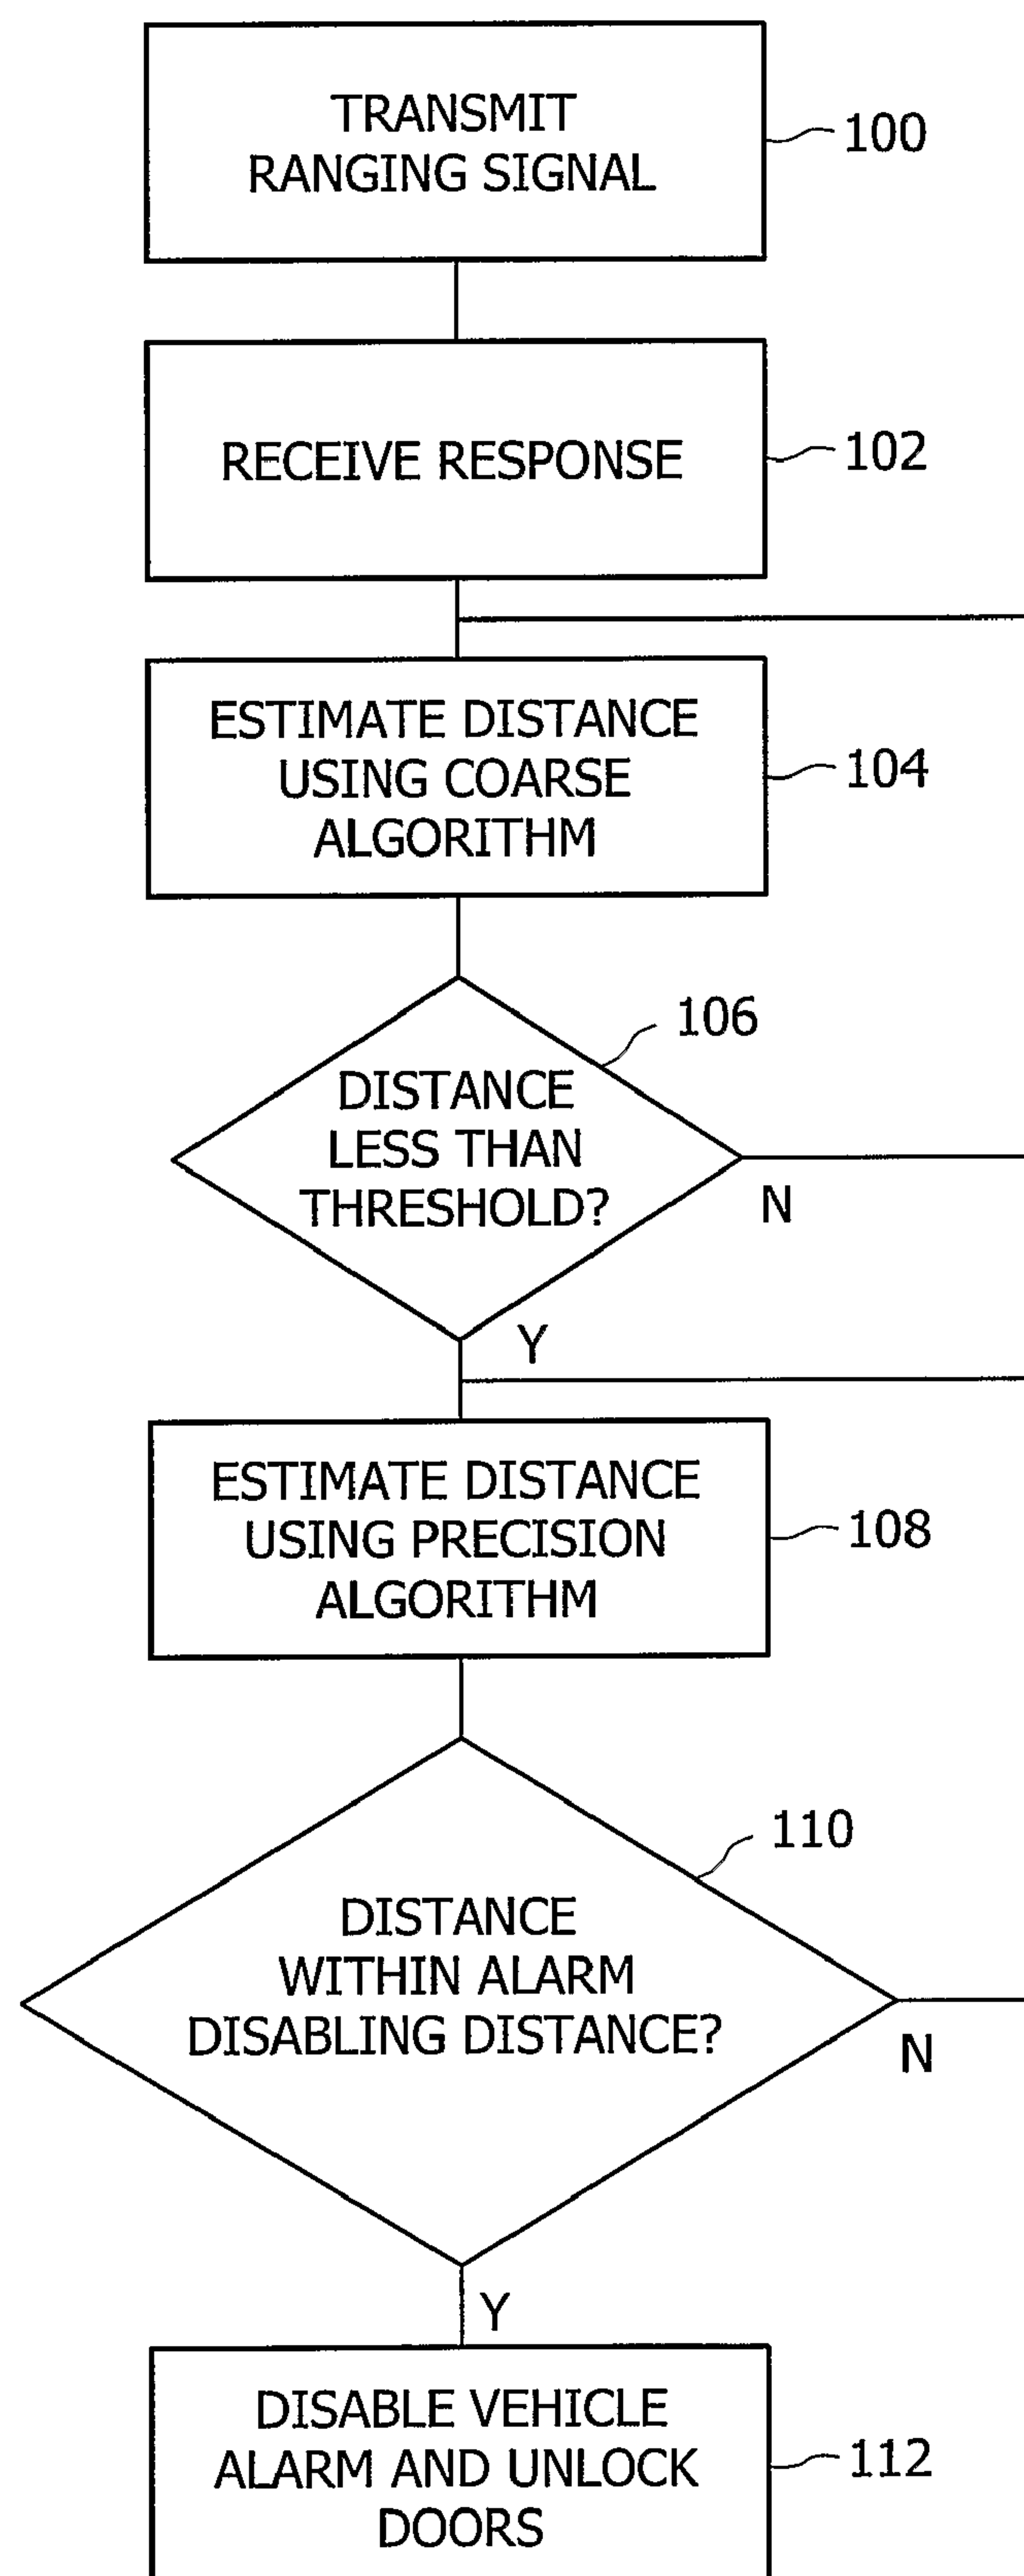 TRANSMIT
RANGING SIGNAL
100
RECEIVE RESPONSE
102
ESTIMATE DISTANCE
USING COARSE
ALGORITHM
104
106
DISTANCE
LESS THAN
THRESHOLD?
N
Y
ESTIMATE DISTANCE
USING PRECISION
ALGORITHM
108
110
DISTANCE
WITHIN ALARM
DISABLING DISTANCE?
N
Y
DISABLE VEHICLE
ALARM AND UNLOCK
DOORS
112